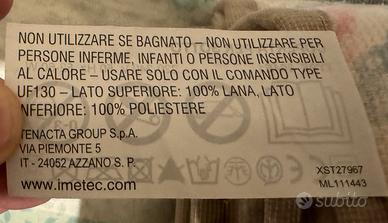 NON UTILIZZARE SE BAGNATO – NON UTILIZZARE PER
PERSONE INFERME, INFANTI O PERSONE INSENSIBILI
AL CALORE – USARE SOLO CON IL COMANDO TYPE
UF130 – LATO SUPERIORE: 100% LANA, LATO
INFERIORE: 100% POLIESTERE
TENACTA GROUP S.p.A.
VIA PIEMONTE 5
IT - 24052 AZZANO S. P.
www.imetec.com
XST27967
ML111443
subito